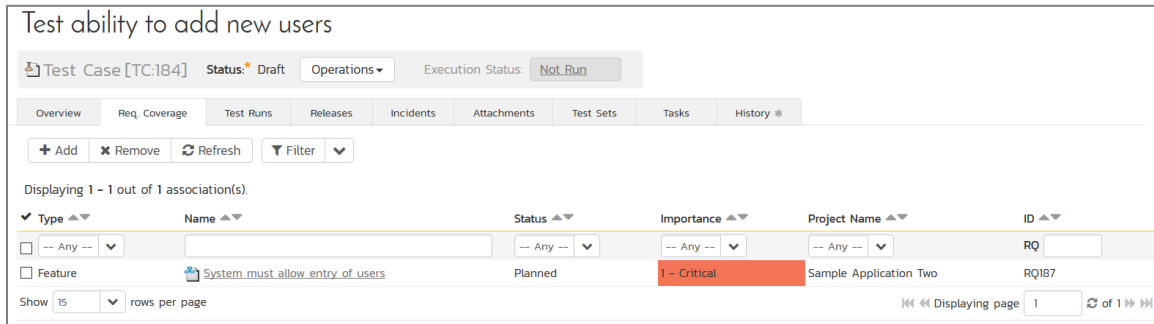 Test ability to add new users
Test Case [TC:184] Status:* Draft Operations Execution Status: Not Run
Overview Req. Coverage Test Runs Releases Incidents Attachments Test Sets Tasks History
Add Remove Refresh Filter
Displaying 1 - 1 out of 1 association(s).
Type Name Status Importance Project Name ID
-- Any -- -- Any -- -- Any -- -- Any -- RQ
Feature System must allow entry of users Planned 1 - Critical Sample Application Two RQ187
Show 15 rows per page Displaying page 1 of 1